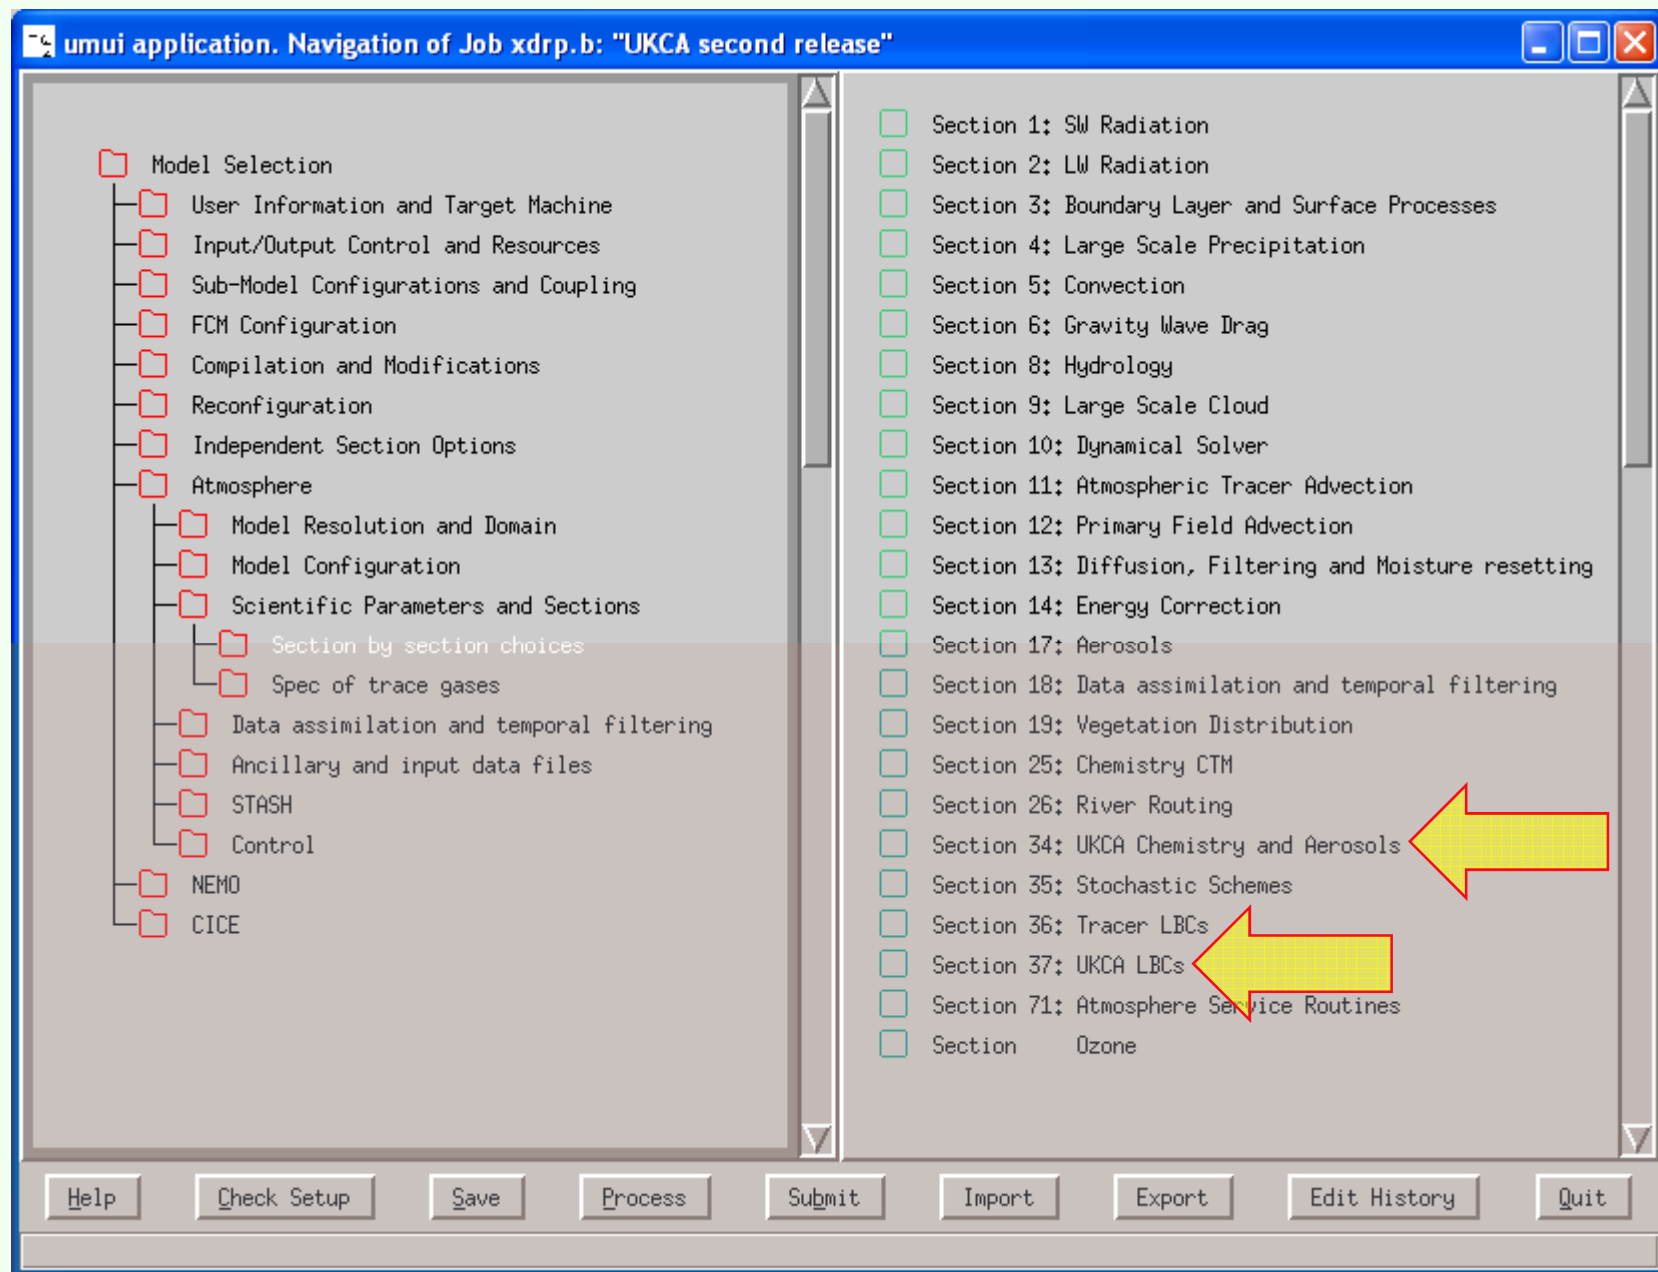 umui application. Navigation of Job xdrp.b: "UKCA second release"
Model Selection
User Information and Target Machine
Input/Output Control and Resources
Sub-Model Configurations and Coupling
FCM Configuration
Compilation and Modifications
Reconfiguration
Independent Section Options
Atmosphere
Model Resolution and Domain
Model Configuration
Scientific Parameters and Sections
Section by section choices
Spec of trace gases
Data assimilation and temporal filtering
Ancillary and input data files
STASH
Control
NEMO
CICE
Section 1: SW Radiation
Section 2: LW Radiation
Section 3: Boundary Layer and Surface Processes
Section 4: Large Scale Precipitation
Section 5: Convection
Section 6: Gravity Wave Drag
Section 8: Hydrology
Section 9: Large Scale Cloud
Section 10: Dynamical Solver
Section 11: Atmospheric Tracer Advection
Section 12: Primary Field Advection
Section 13: Diffusion, Filtering and Moisture resetting
Section 14: Energy Correction
Section 17: Aerosols
Section 18: Data assimilation and temporal filtering
Section 19: Vegetation Distribution
Section 25: Chemistry CTM
Section 26: River Routing
Section 34: UKCA Chemistry and Aerosols
Section 35: Stochastic Schemes
Section 36: Tracer LBCs
Section 37: UKCA LBCs
Section 71: Atmosphere Service Routines
Section Ozone
Help Check Setup Save Process Submit Import Export Edit History Quit